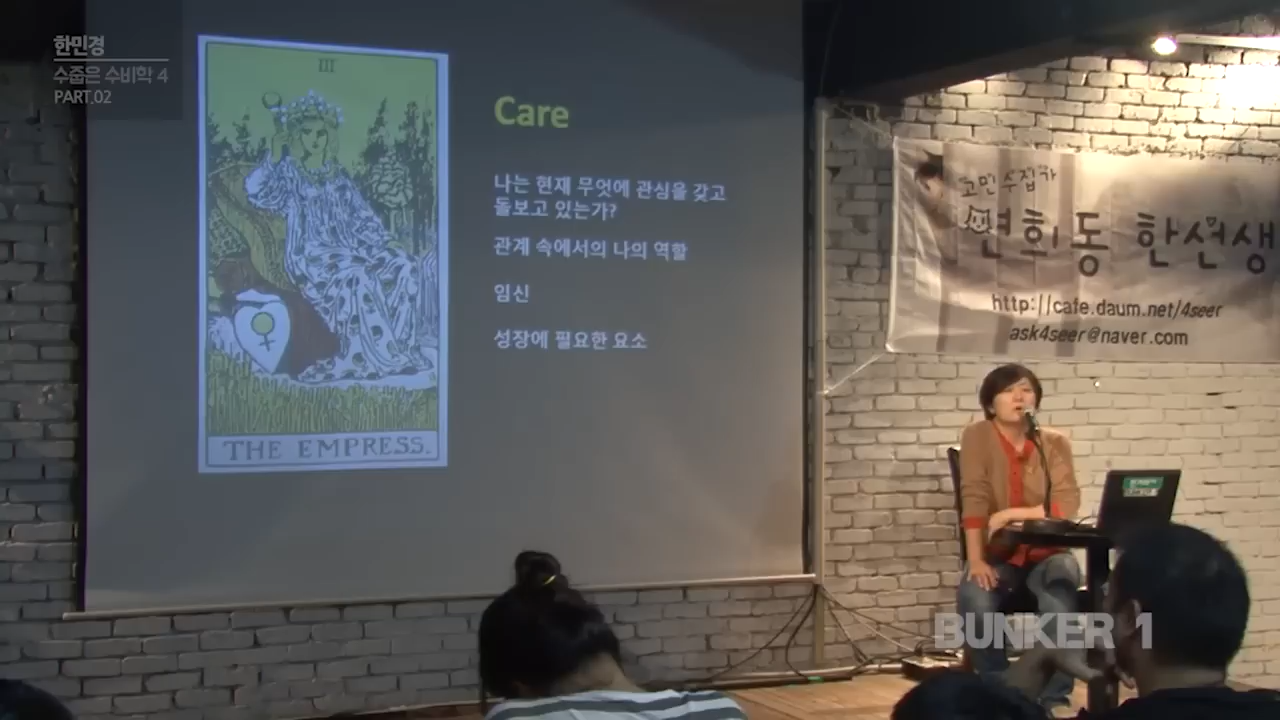 한민경
수줍은 수비학 4
PART.02
III
THE EMPRESS.
Care
나는 현재 무엇에 관심을 갖고
돌보고 있는가?
관계 속에서의 나의 역할
임신
성장에 필요한 요소
고민 수집가
연희동 한선생
http://cafe.daum.net/4seer
ask4seer@naver.com
BUNKER 1